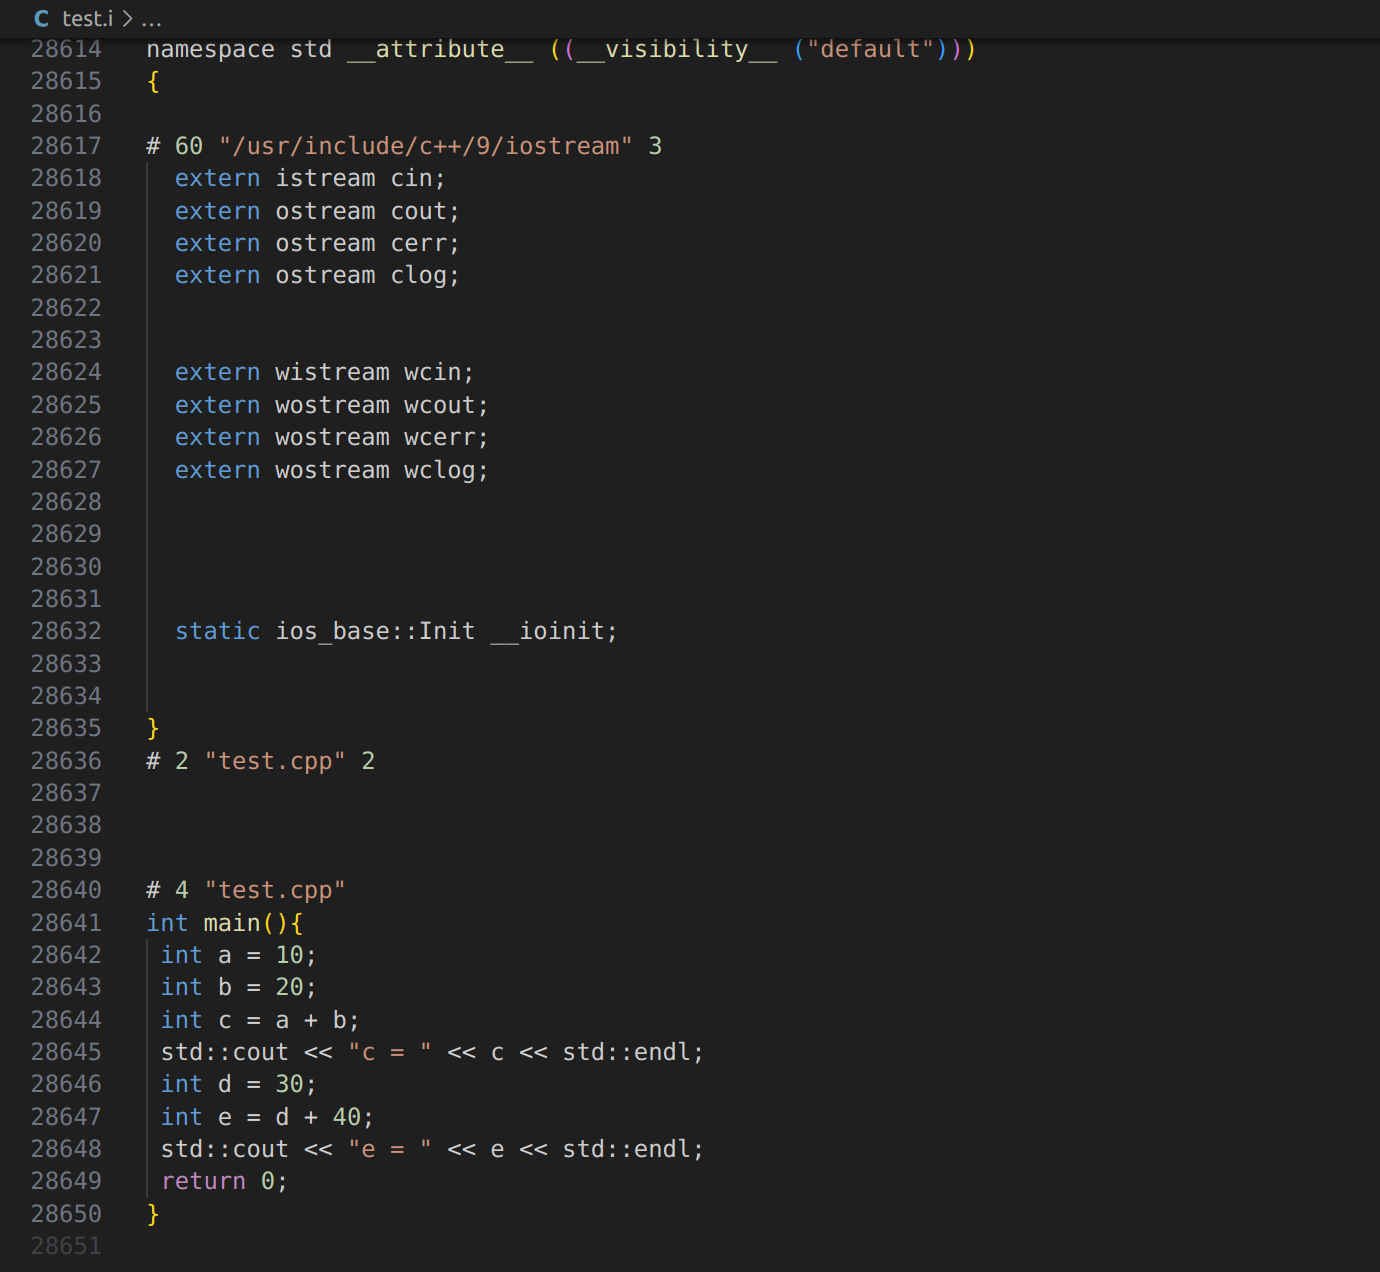 C test.i > ...
28614 namespace std __attribute__ ((__visibility__ ("default")))
28615 {
28616
28617 # 60 "/usr/include/c++/9/iostream" 3
28618   extern istream cin;
28619   extern ostream cout;
28620   extern ostream cerr;
28621   extern ostream clog;
28622
28623
28624   extern wistream wcin;
28625   extern wostream wcout;
28626   extern wostream wcerr;
28627   extern wostream wclog;
28628
28629
28630
28631
28632   static ios_base::Init __ioinit;
28633
28634
28635 }
28636 # 2 "test.cpp" 2
28637
28638
28639
28640 # 4 "test.cpp"
28641 int main(){
28642  int a = 10;
28643  int b = 20;
28644  int c = a + b;
28645  std::cout << "c = " << c << std::endl;
28646  int d = 30;
28647  int e = d + 40;
28648  std::cout << "e = " << e << std::endl;
28649  return 0;
28650 }
28651